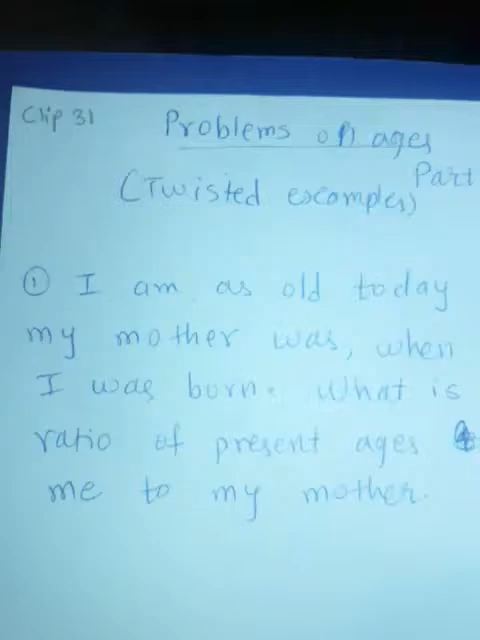 Clip 31
Problems on ages
Part
(Twisted excamples)
① I am as old today
my mother was, when
I was born. What is
ratio of present ages
me to my mother.